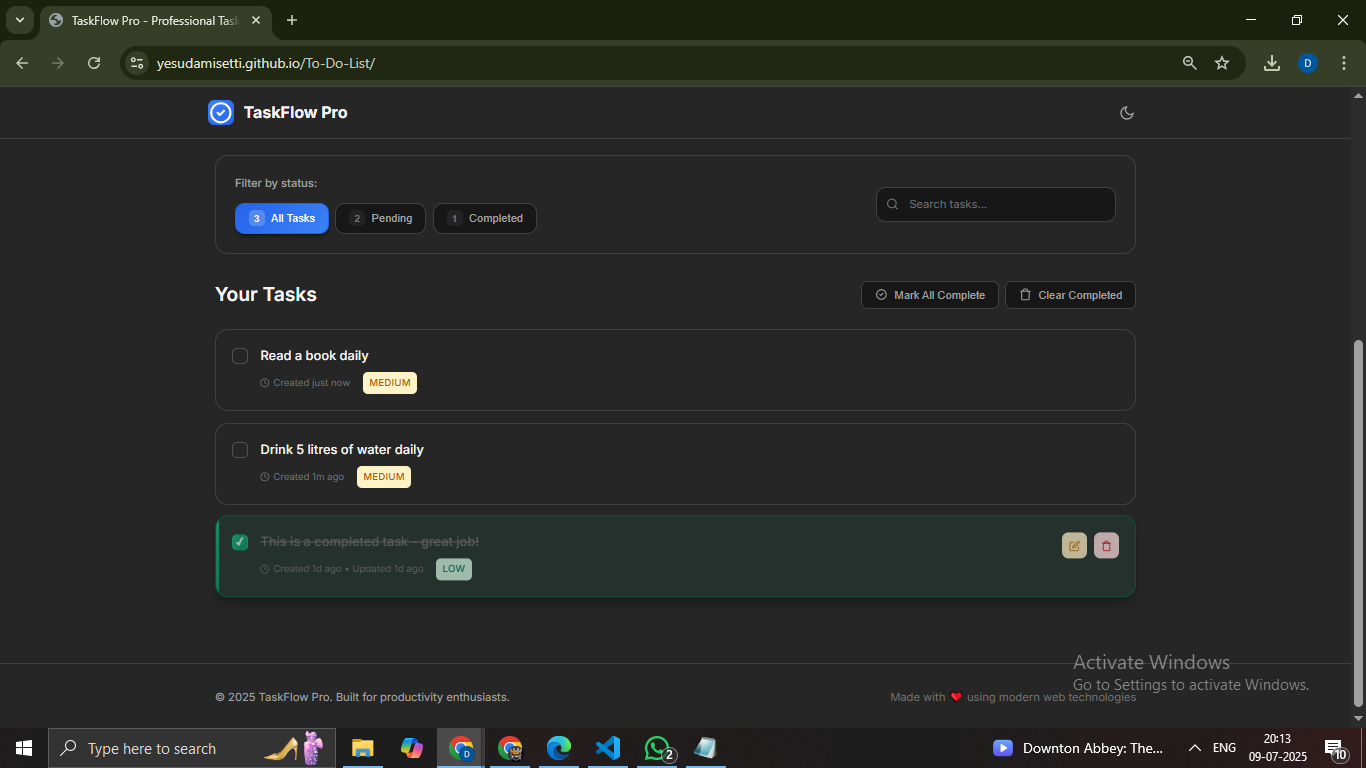 TaskFlow Pro - Professional Tas
yesudamisetti.github.io/To-Do-List/
D
TaskFlow Pro
Filter by status:
3 All Tasks
2 Pending
1 Completed
Search tasks...
Your Tasks
Mark All Complete
Clear Completed
Read a book daily
Created just now
MEDIUM
Drink 5 litres of water daily
Created 1m ago
MEDIUM
This is a completed task - great job!
Created 1d ago • Updated 1d ago
LOW
Activate Windows
Go to Settings to activate Windows.
© 2025 TaskFlow Pro. Built for productivity enthusiasts.
Made with ❤️ using modern web technologies
Type here to search
D
2
Downton Abbey: The...
ENG
20:13
09-07-2025
10